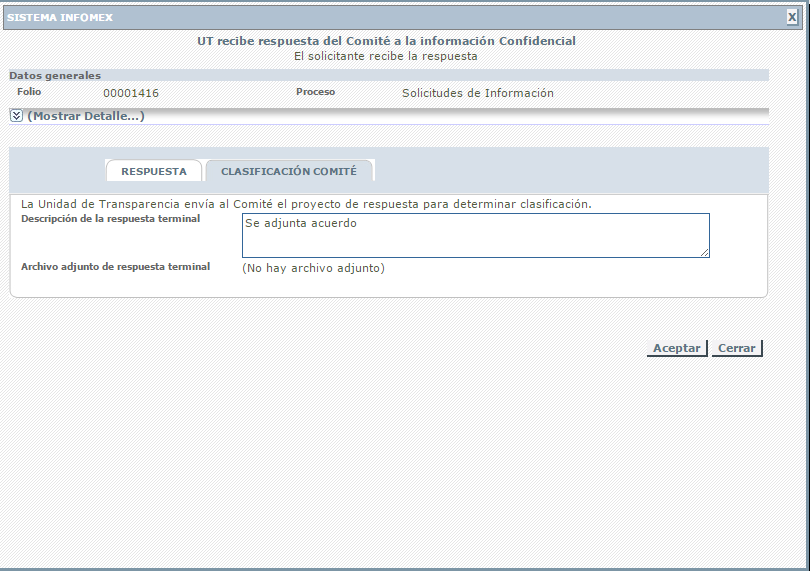 SISTEMA INFOMEX
X
UT recibe respuesta del Comité a la información Confidencial
El solicitante recibe la respuesta
Datos generales
Folio 00001416 Proceso Solicitudes de Información
(Mostrar Detalle...)
RESPUESTA CLASIFICACIÓN COMITÉ
La Unidad de Transparencia envía al Comité el proyecto de respuesta para determinar clasificación.
Descripción de la respuesta terminal Se adjunta acuerdo
Archivo adjunto de respuesta terminal (No hay archivo adjunto)
Aceptar Cerrar